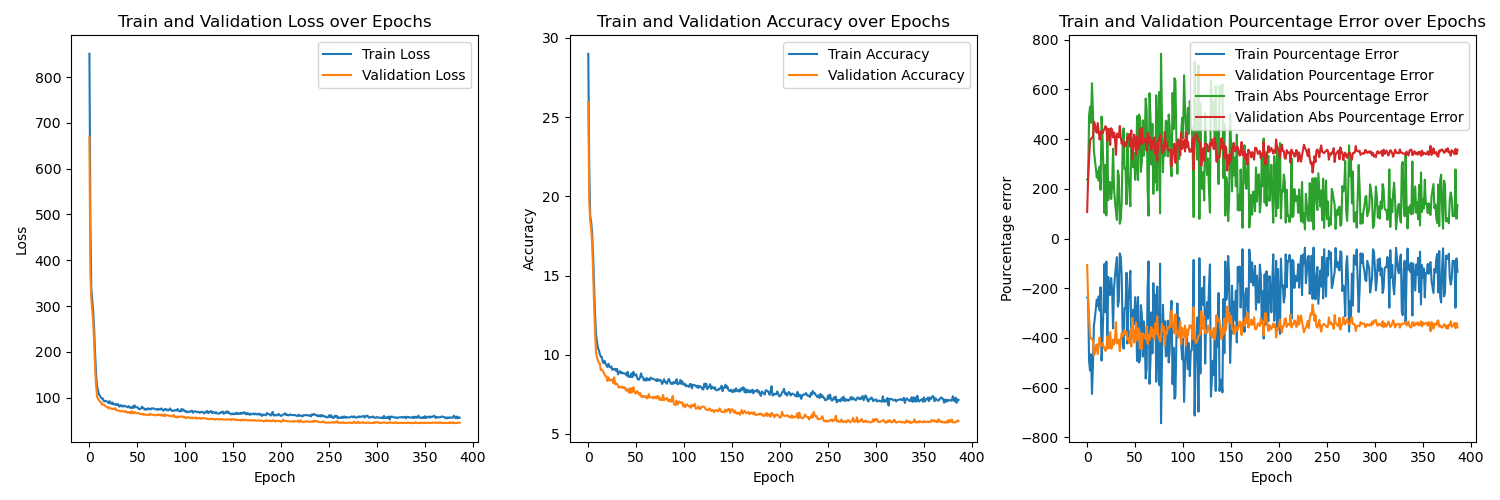 Train and Validation Loss over Epochs
Train Loss
Validation Loss
800
700
600
500
400
300
200
100
Loss
0
50
100
150
200
250
300
350
400
Epoch
Train and Validation Accuracy over Epochs
Train Accuracy
Validation Accuracy
30
25
20
15
10
5
Accuracy
0
50
100
150
200
250
300
350
400
Epoch
Train and Validation Pourcentage Error over Epochs
Train Pourcentage Error
Validation Pourcentage Error
Train Abs Pourcentage Error
Validation Abs Pourcentage Error
800
600
400
200
0
−200
−400
−600
−800
Pourcentage error
0
50
100
150
200
250
300
350
400
Epoch